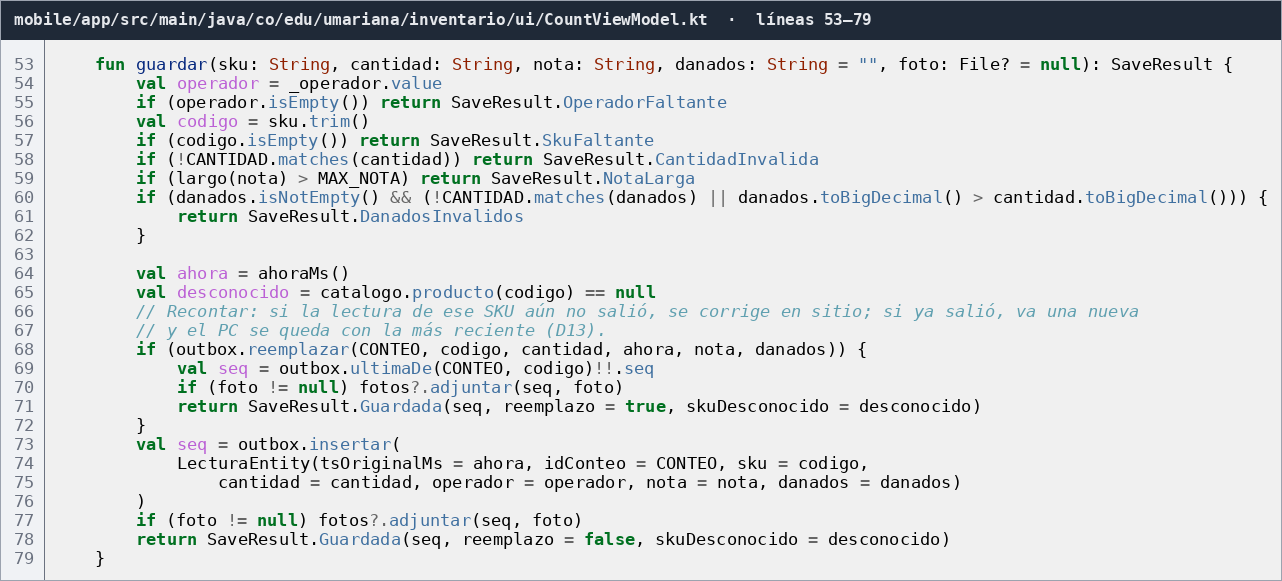 mobile/app/src/main/java/co/edu/umariana/inventario/ui/CountViewModel.kt · líneas 53–79
53 fun guardar(sku: String, cantidad: String, nota: String, danados: String = "", foto: File? = null): SaveResult {
54 val operador = _operador.value
55 if (operador.isEmpty()) return SaveResult.OperadorFaltante
56 val codigo = sku.trim()
57 if (codigo.isEmpty()) return SaveResult.SkuFaltante
58 if (!CANTIDAD.matches(cantidad)) return SaveResult.CantidadInvalida
59 if (largo(nota) > MAX_NOTA) return SaveResult.NotaLarga
60 if (danados.isNotEmpty() && (!CANTIDAD.matches(danados) || danados.toBigDecimal() > cantidad.toBigDecimal())) {
61 return SaveResult.DanadosInvalidos
62 }
63
64 val ahora = ahoraMs()
65 val desconocido = catalogo.producto(codigo) == null
66 // Recontar: si la lectura de ese SKU aún no salió, se corrige en sitio; si ya salió, va una nueva
67 // y el PC se queda con la más reciente (D13).
68 if (outbox.reemplazar(CONTEO, codigo, cantidad, ahora, nota, danados)) {
69 val seq = outbox.ultimaDe(CONTEO, codigo)!!.seq
70 if (foto != null) fotos?.adjuntar(seq, foto)
71 return SaveResult.Guardada(seq, reemplazo = true, skuDesconocido = desconocido)
72 }
73 val seq = outbox.insertar(
74 LecturaEntity(tsOriginalMs = ahora, idConteo = CONTEO, sku = codigo,
75 cantidad = cantidad, operador = operador, nota = nota, danados = danados)
76 )
77 if (foto != null) fotos?.adjuntar(seq, foto)
78 return SaveResult.Guardada(seq, reemplazo = false, skuDesconocido = desconocido)
79 }